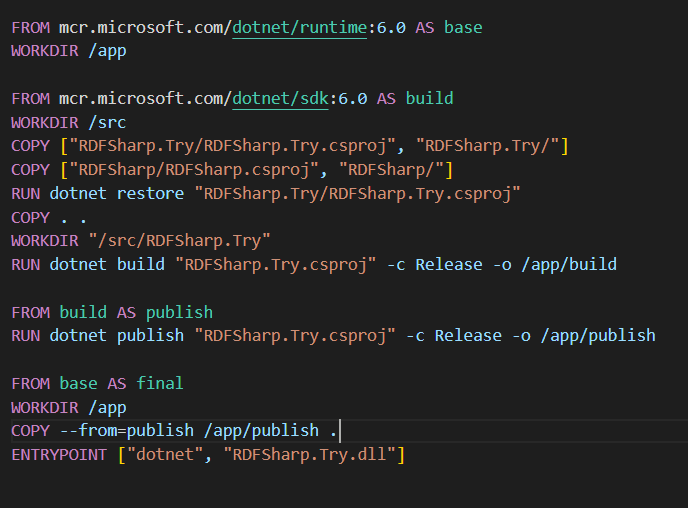 FROM mcr.microsoft.com/dotnet/runtime:6.0 AS base
WORKDIR /app
FROM mcr.microsoft.com/dotnet/sdk:6.0 AS build
WORKDIR /src
COPY ["RDFSharp.Try/RDFSharp.Try.csproj", "RDFSharp.Try/"]
COPY ["RDFSharp/RDFSharp.csproj", "RDFSharp/"]
RUN dotnet restore "RDFSharp.Try/RDFSharp.Try.csproj"
COPY . .
WORKDIR "/src/RDFSharp.Try"
RUN dotnet build "RDFSharp.Try.csproj" -c Release -o /app/build
FROM build AS publish
RUN dotnet publish "RDFSharp.Try.csproj" -c Release -o /app/publish
FROM base AS final
WORKDIR /app
COPY --from=publish /app/publish .
ENTRYPOINT ["dotnet", "RDFSharp.Try.dll"]